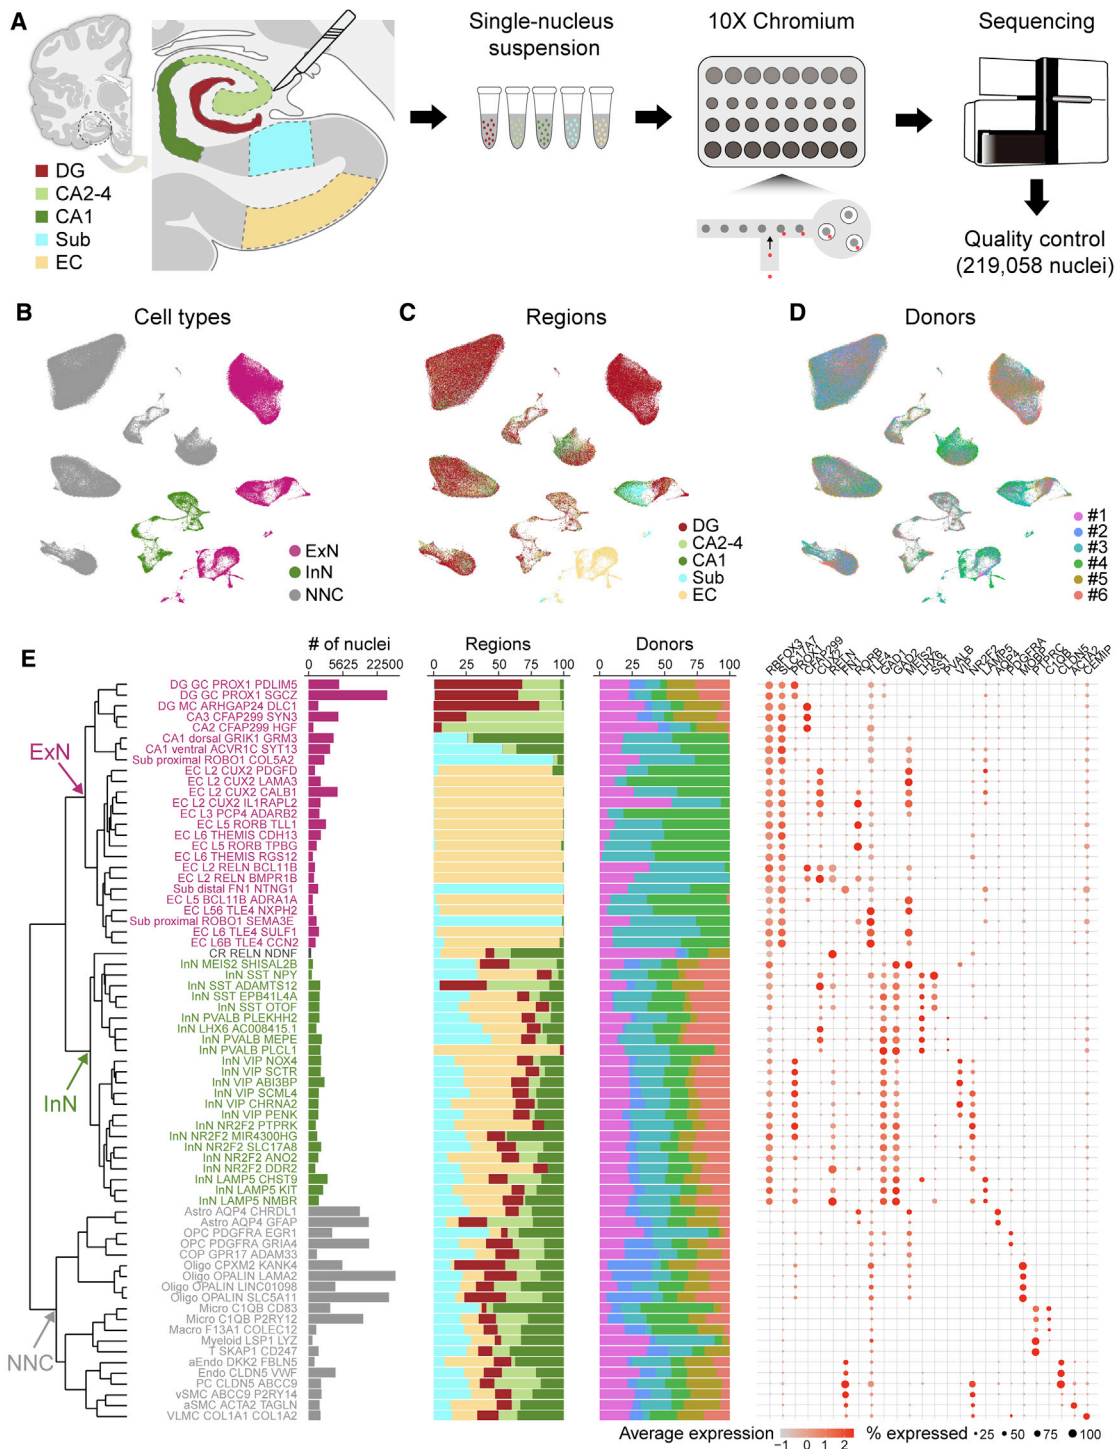 A
Single-nucleus
suspension
10X Chromium
Sequencing
DG
CA2-4
CA1
Sub
EC
Quality control
(219,058 nuclei)
B
Cell types
C
Regions
D
Donors
ExN
InN
NNC
DG
CA2-4
CA1
Sub
EC
#1
#2
#3
#4
#5
#6
E
# of nuclei
0
5625
22500
Regions
0 25 50 75 100
Donors
0 25 50 75 100
RBFOX3
SLC17A7
PROX1
CFAP299
CUX2
RELN
FN1
RORB
TLE4
GAD1
GAD2
MEIS2
LHX6
SST
PVALB
VIP
NR2F2
LAMP5
AQP4
PDGFRA
MOBP
PTPRC
C1QB
CLDN5
ACTA2
CEMIP
ExN
InN
NNC
DG GC PROX1 PDLIM5
DG GC PROX1 SGCZ
DG MC ARHGAP24 DLC1
CA3 CFAP299 SYN3
CA2 CFAP299 HGF
CA1 dorsal GRIK1 GRM3
CA1 ventral ACVR1C SYT13
Sub proximal ROBO1 COL5A2
EC L2 CUX2 PDGFD
EC L2 CUX2 LAMA3
EC L2 CUX2 CALB1
EC L2 CUX2 IL1RAPL2
EC L3 PCP4 ADARB2
EC L5 RORB TLL1
EC L6 THEMIS CDH13
EC L5 RORB TPBG
EC L6 THEMIS RGS12
EC L2 RELN BCL11B
EC L2 RELN BMPR1B
Sub distal FN1 NTNG1
EC L5 BCL11B ADRA1A
EC L56 TLE4 NXPH2
Sub proximal ROBO1 SEMA3E
EC L6 TLE4 SULF1
EC L6B TLE4 CCN2
CR RELN NDNF
InN MEIS2 SHISAL2B
InN SST NPY
InN SST ADAMTS12
InN SST EPB41L4A
InN SST OTOF
InN PVALB PLEKHH2
InN LHX6 AC008415.1
InN PVALB MEPE
InN PVALB PLCL1
InN VIP NOX4
InN VIP SCTR
InN VIP ABI3BP
InN VIP SCML4
InN VIP CHRNA2
InN VIP PENK
InN NR2F2 PTPRK
InN NR2F2 MIR4300HG
InN NR2F2 SLC17A8
InN NR2F2 ANO2
InN NR2F2 DDR2
InN LAMP5 CHST9
InN LAMP5 KIT
InN LAMP5 NMBR
Astro AQP4 CHRDL1
Astro AQP4 GFAP
OPC PDGFRA EGR1
OPC PDGFRA GRIA4
COP GPR17 ADAM33
Oligo CPXM2 KANK4
Oligo OPALIN LAMA2
Oligo OPALIN LINC01098
Oligo OPALIN SLC5A11
Micro C1QB CD83
Micro C1QB P2RY12
Macro F13A1 COLEC12
Myeloid LSP1 LYZ
T SKAP1 CD247
aEndo DKK2 FBLN5
Endo CLDN5 VWF
PC CLDN5 ABCC9
vSMC ABCC9 P2RY14
aSMC ACTA2 TAGLN
VLMC COL1A1 COL1A2
Average expression
−1 0 1 2
% expressed
25 50 75 100